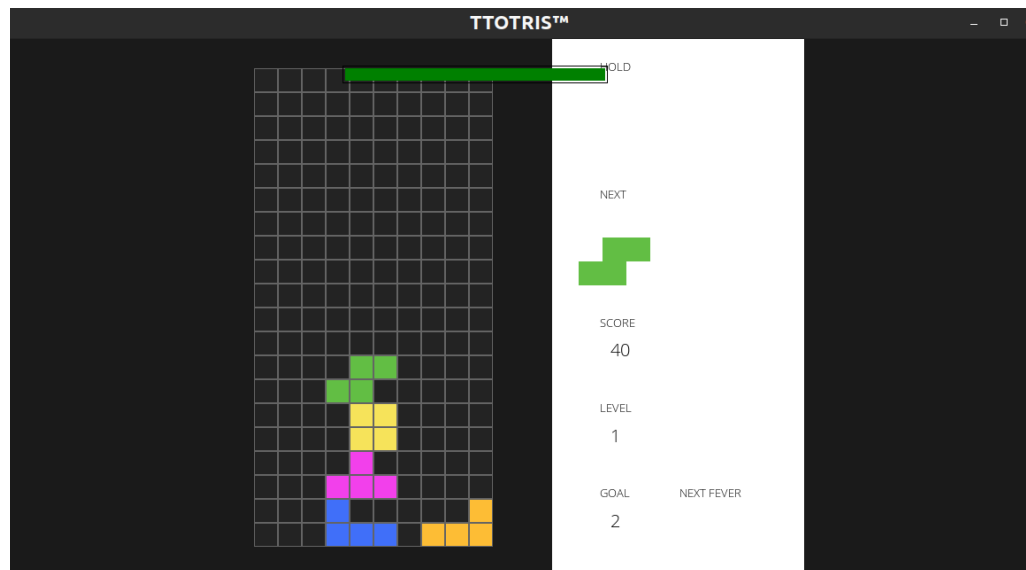 TTOTRIS™
HOLD
NEXT
SCORE
40
LEVEL
1
GOAL NEXT FEVER
2